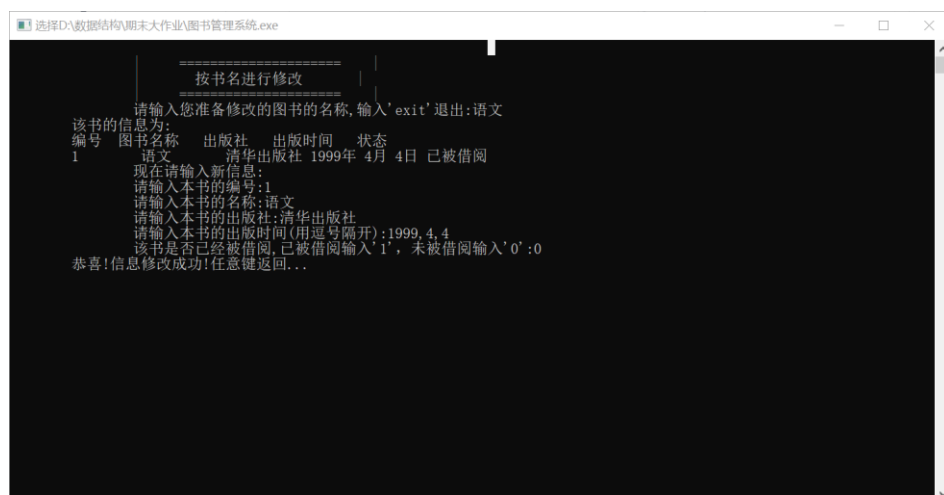 选择D:\数据结构\期末大作业\图书管理系统.exe
=====================
按书名进行修改
=====================
请输入您准备修改的图书的名称,输入'exit'退出:语文
该书的信息为:
编号 图书名称 出版社 出版时间 状态
1 语文 清华出版社 1999年 4月 4日 已被借阅
现在请输入新信息:
请输入本书的编号:1
请输入本书的名称:语文
请输入本书的出版社:清华出版社
请输入本书的出版时间(用逗号隔开):1999,4,4
该书是否已经被借阅,已被借阅输入'1', 未被借阅输入'0':0
恭喜!信息修改成功!任意键返回...